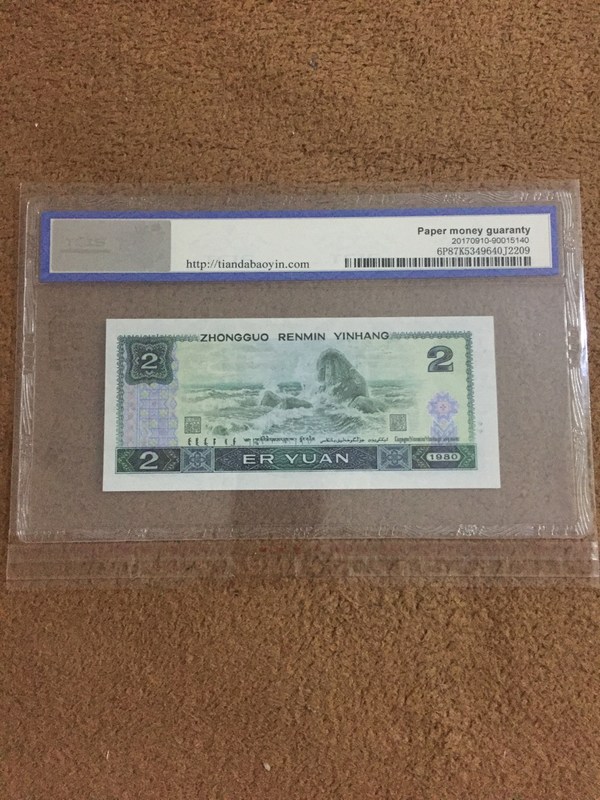 Paper money guaranty
20170910-90015140
http://tiandabaoyin.com
6P87K5349640J2209
ZHONGGUO RENMIN YINHANG
2
2
2
ER YUAN
1980